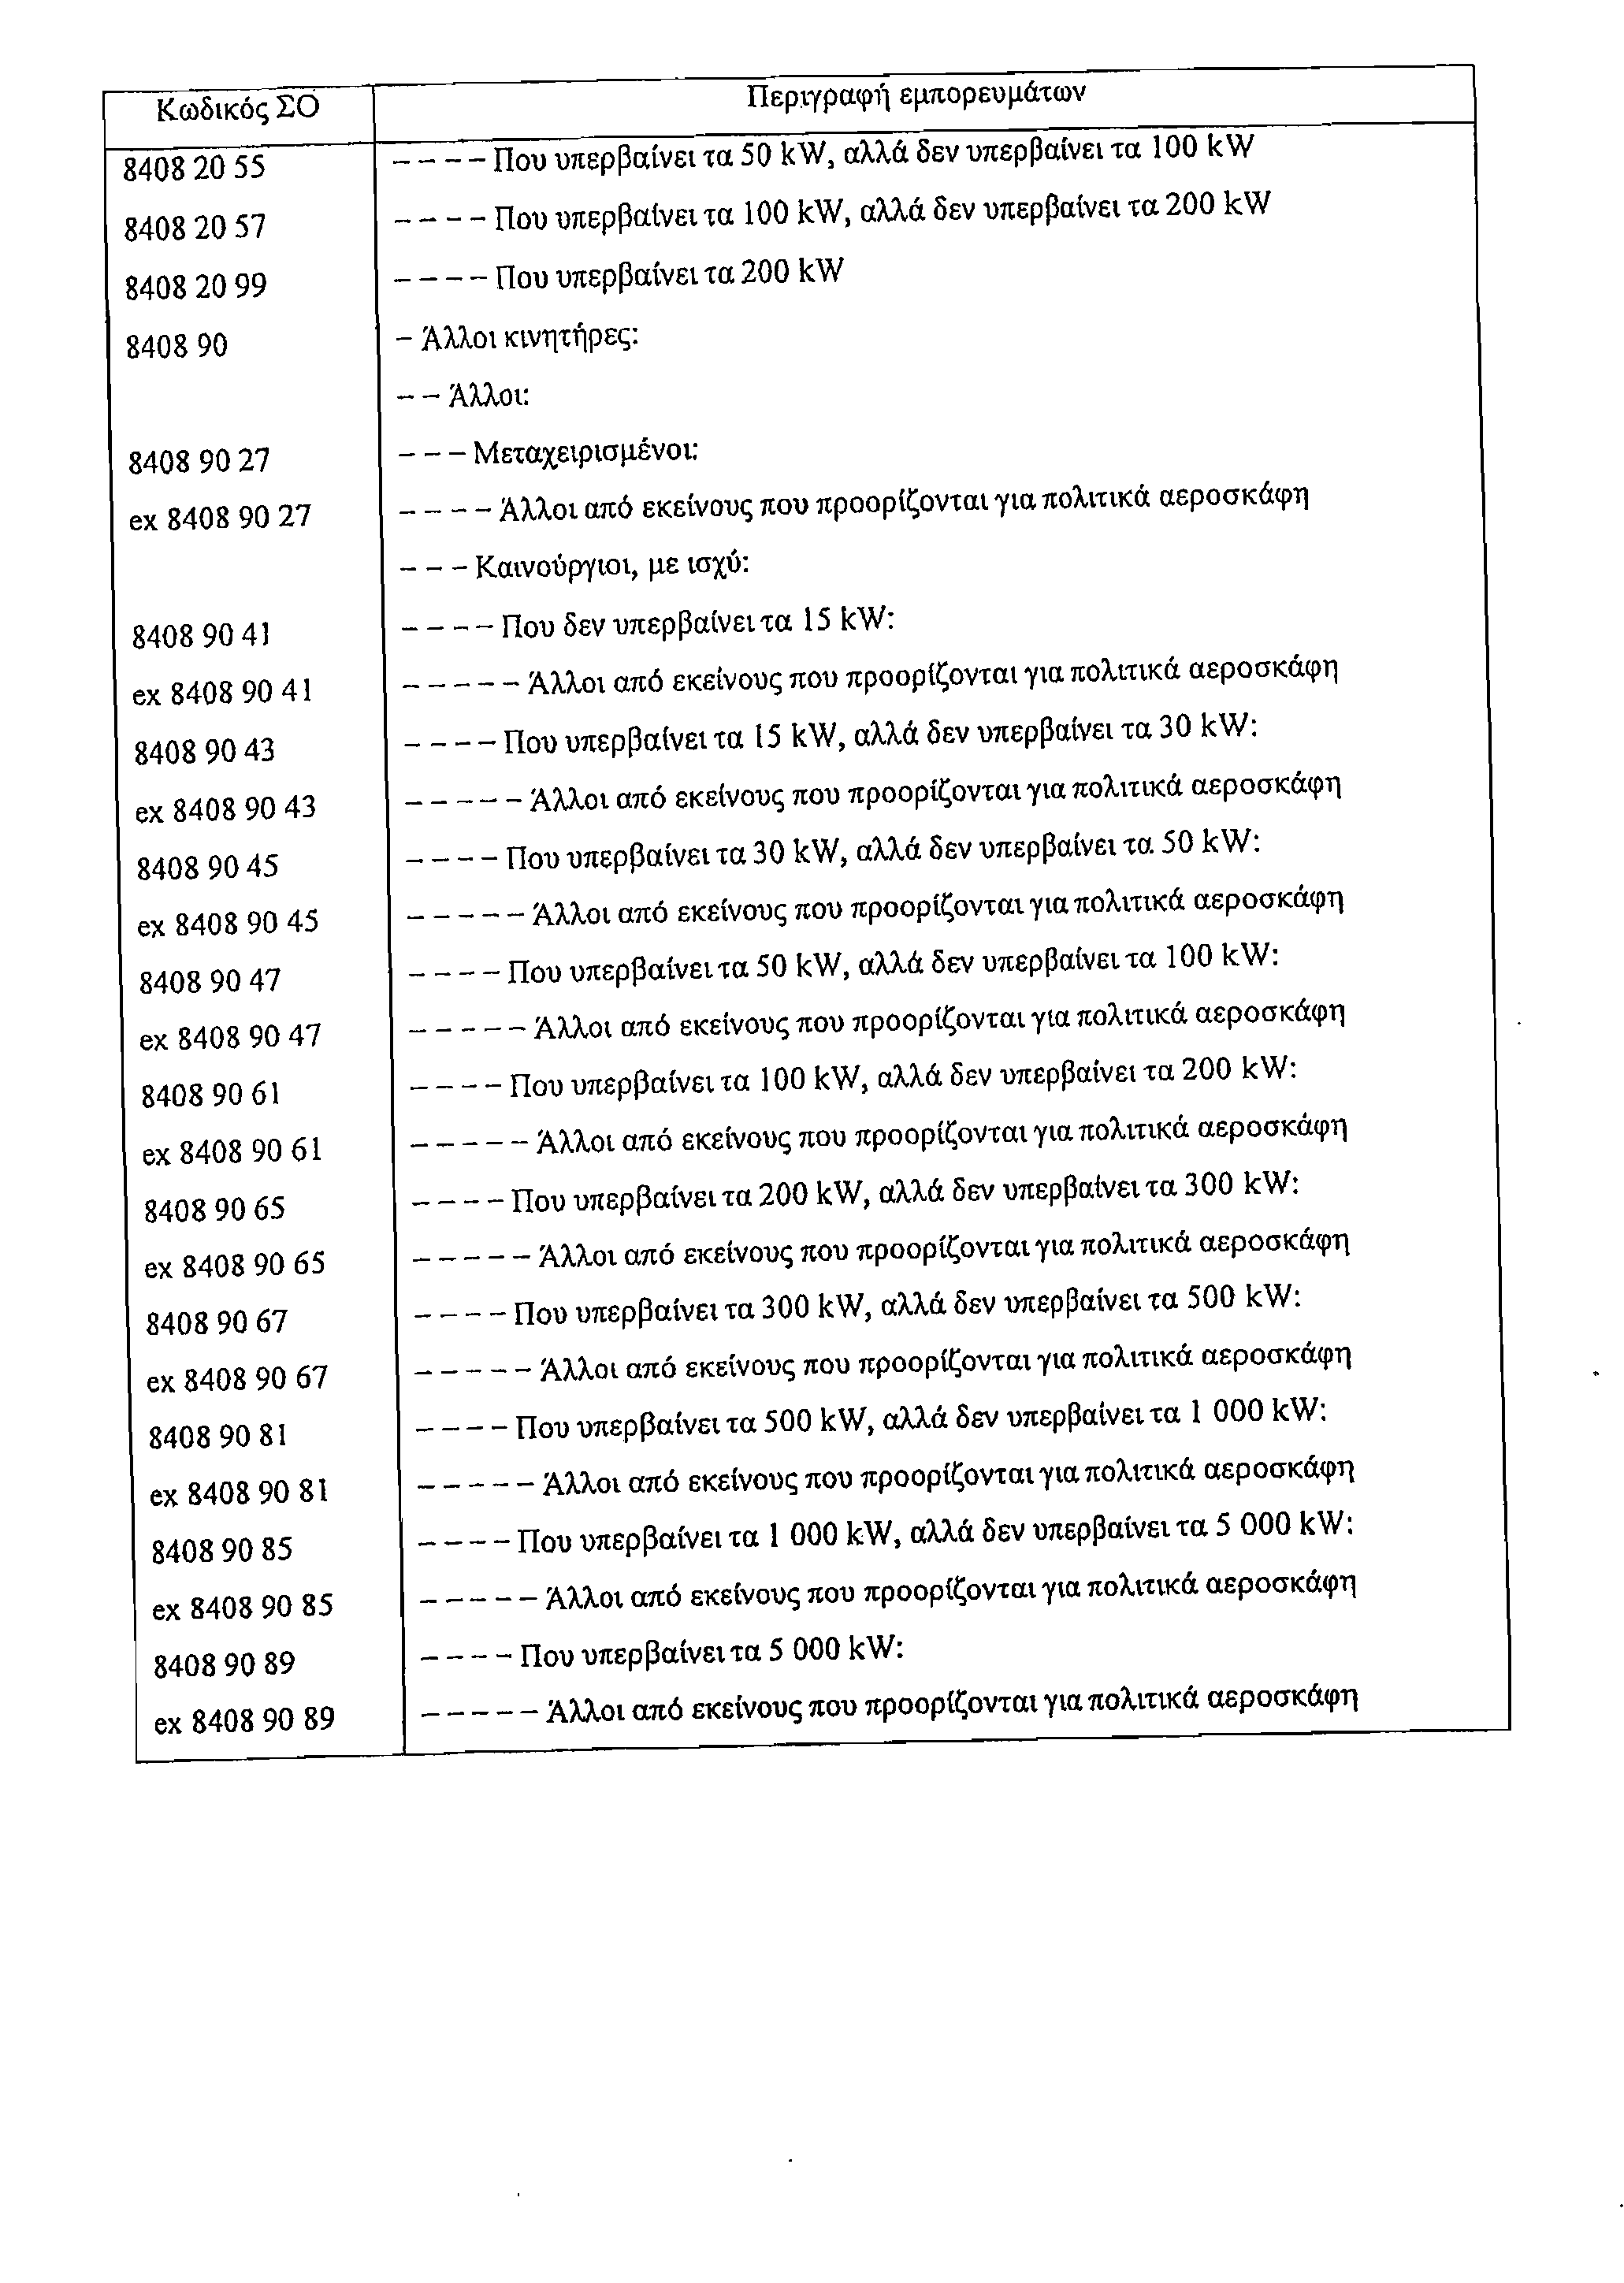 Κωδικός ΣΟ Περιγραφή εμπορευμάτων
8408 20 55 – – – – Που υπερβαίνει τα 50 kW, αλλά δεν υπερβαίνει τα 100 kW
8408 20 57 – – – – Που υπερβαίνει τα 100 kW, αλλά δεν υπερβαίνει τα 200 kW
8408 20 99 – – – – Που υπερβαίνει τα 200 kW
8408 90 – Άλλοι κινητήρες:
– – Άλλοι:
8408 90 27 – – – Μεταχειρισμένοι:
ex 8408 90 27 – – – – Άλλοι από εκείνους που προορίζονται για πολιτικά αεροσκάφη
– – – Καινούργιοι, με ισχύ:
8408 90 41 – – – – Που δεν υπερβαίνει τα 15 kW:
ex 8408 90 41 – – – – – Άλλοι από εκείνους που προορίζονται για πολιτικά αεροσκάφη
8408 90 43 – – – – Που υπερβαίνει τα 15 kW, αλλά δεν υπερβαίνει τα 30 kW:
ex 8408 90 43 – – – – – Άλλοι από εκείνους που προορίζονται για πολιτικά αεροσκάφη
8408 90 45 – – – – Που υπερβαίνει τα 30 kW, αλλά δεν υπερβαίνει τα 50 kW:
ex 8408 90 45 – – – – – Άλλοι από εκείνους που προορίζονται για πολιτικά αεροσκάφη
8408 90 47 – – – – Που υπερβαίνει τα 50 kW, αλλά δεν υπερβαίνει τα 100 kW:
ex 8408 90 47 – – – – – Άλλοι από εκείνους που προορίζονται για πολιτικά αεροσκάφη
8408 90 61 – – – – Που υπερβαίνει τα 100 kW, αλλά δεν υπερβαίνει τα 200 kW:
ex 8408 90 61 – – – – – Άλλοι από εκείνους που προορίζονται για πολιτικά αεροσκάφη
8408 90 65 – – – – Που υπερβαίνει τα 200 kW, αλλά δεν υπερβαίνει τα 300 kW:
ex 8408 90 65 – – – – – Άλλοι από εκείνους που προορίζονται για πολιτικά αεροσκάφη
8408 90 67 – – – – Που υπερβαίνει τα 300 kW, αλλά δεν υπερβαίνει τα 500 kW:
ex 8408 90 67 – – – – – Άλλοι από εκείνους που προορίζονται για πολιτικά αεροσκάφη
8408 90 81 – – – – Που υπερβαίνει τα 500 kW, αλλά δεν υπερβαίνει τα 1 000 kW:
ex 8408 90 81 – – – – – Άλλοι από εκείνους που προορίζονται για πολιτικά αεροσκάφη
8408 90 85 – – – – Που υπερβαίνει τα 1 000 kW, αλλά δεν υπερβαίνει τα 5 000 kW:
ex 8408 90 85 – – – – – Άλλοι από εκείνους που προορίζονται για πολιτικά αεροσκάφη
8408 90 89 – – – – Που υπερβαίνει τα 5 000 kW:
ex 8408 90 89 – – – – – Άλλοι από εκείνους που προορίζονται για πολιτικά αεροσκάφη